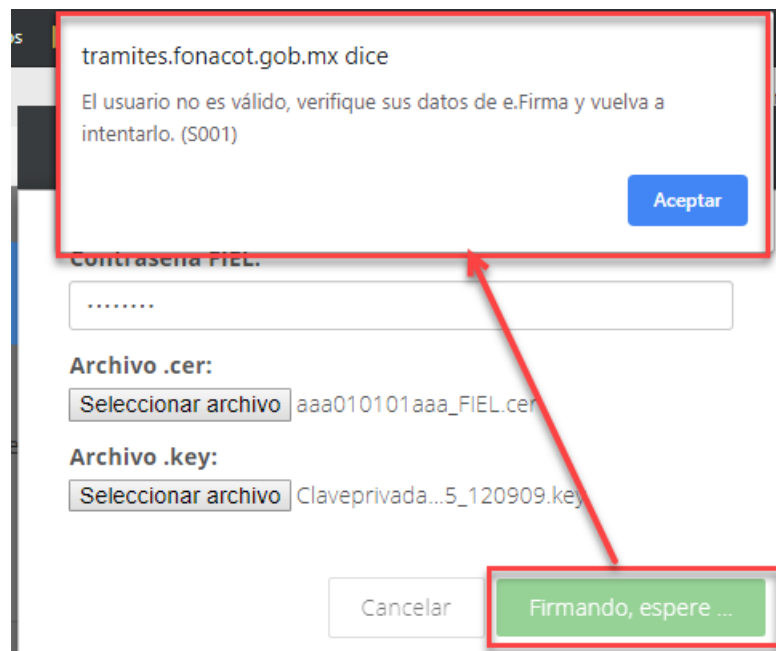 os
tramites.fonacot.gob.mx dice
El usuario no es válido, verifique sus datos de e.Firma y vuelva a
intentarlo. (S001)
Aceptar
Contraseña FIEL:
........
Archivo .cer:
Seleccionar archivo aaa010101aaa_FIEL.cer
Archivo .key:
Seleccionar archivo Claveprivada...5_120909.key
Cancelar
Firmando, espere ...